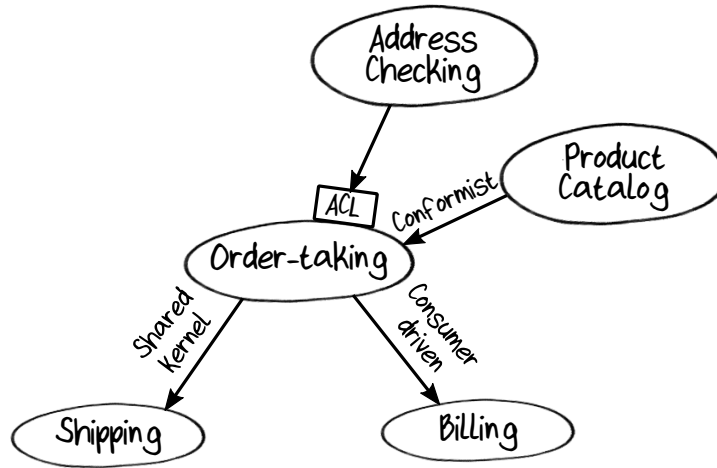 Address
Checking
Product
Catalog
ACL
Conformist
Order-taking
Shared
kernel
Consumer
driven
Shipping
Billing